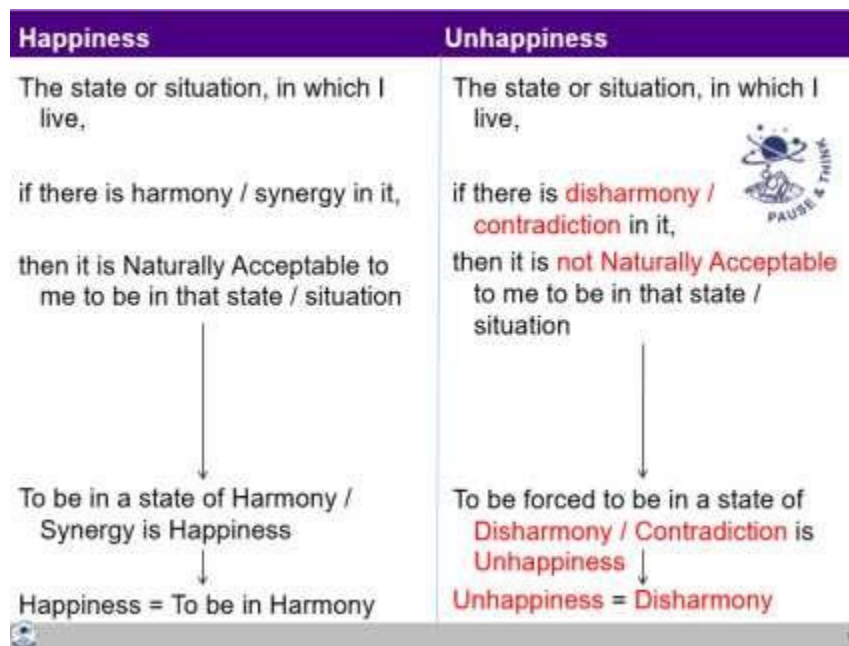 Happiness
The state or situation, in which I
live,
if there is harmony / synergy in it,
then it is Naturally Acceptable to
me to be in that state / situation
To be in a state of Harmony /
Synergy is Happiness
Happiness = To be in Harmony
Unhappiness
The state or situation, in which I
live,
if there is disharmony /
contradiction in it,
then it is not Naturally Acceptable
to me to be in that state /
situation
To be forced to be in a state of
Disharmony / Contradiction is
Unhappiness
Unhappiness = Disharmony
PAUSE & THINK